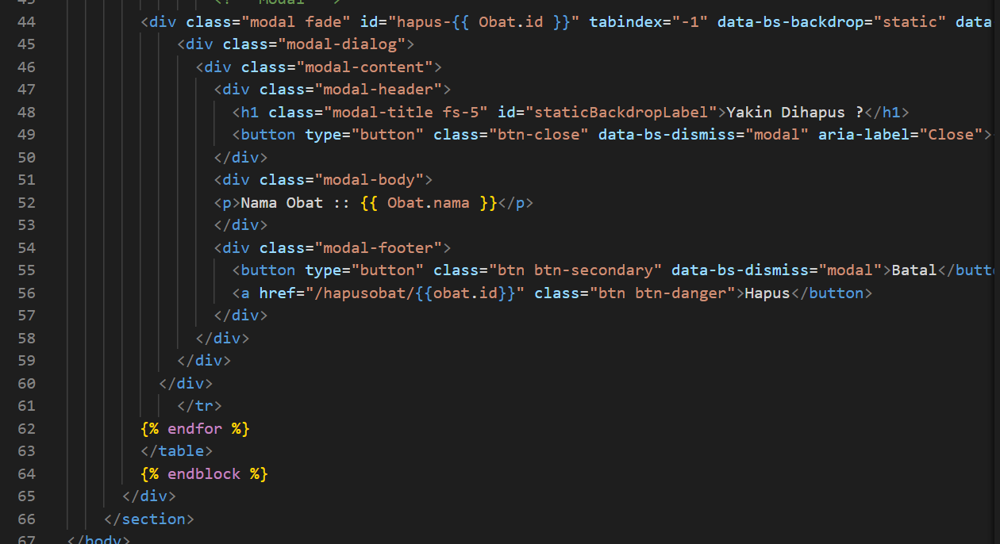 <!-- Modal -->
44 <div class="modal fade" id="hapus-{{ Obat.id }}" tabindex="-1" data-bs-backdrop="static" data
45 <div class="modal-dialog">
46 <div class="modal-content">
47 <div class="modal-header">
48 <h1 class="modal-title fs-5" id="staticBackdropLabel">Yakin Dihapus ?</h1>
49 <button type="button" class="btn-close" data-bs-dismiss="modal" aria-label="Close">
50 </div>
51 <div class="modal-body">
52 <p>Nama Obat :: {{ Obat.nama }}</p>
53 </div>
54 <div class="modal-footer">
55 <button type="button" class="btn btn-secondary" data-bs-dismiss="modal">Batal</butt
56 <a href="/hapusobat/{{obat.id}}" class="btn btn-danger">Hapus</button>
57 </div>
58 </div>
59 </div>
60 </div>
61 </tr>
62 {% endfor %}
63 </table>
64 {% endblock %}
65 </div>
66 </section>
67 </body>